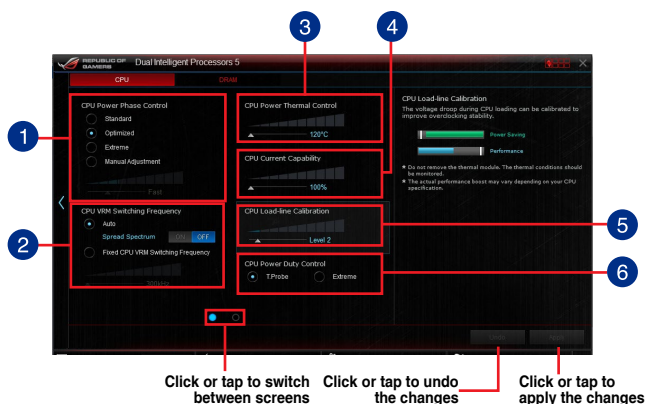 3
4
REPUBLIC OF GAMERS
Dual Intelligent Processors 5
CPU
DRAM
1
CPU Power Phase Control
Standard
Optimized
Extreme
Manual Adjustment
Fast
2
CPU VRM Switching Frequency
Auto
Spread Spectrum
ON
OFF
Fixed CPU VRM Switching Frequency
300kHz
CPU Power Thermal Control
120°C
CPU Current Capability
100%
CPU Load-line Calibration
Level 2
5
CPU Power Duty Control
T.Probe
Extreme
6
CPU Load-line Calibration
The voltage droop during CPU loading can be calibrated to
improve overclocking stability.
Power Saving
Performance
* Do not remove the thermal module. The thermal conditions should
be monitored.
* The actual performance boost may vary depending on your CPU
specification.
Undo
Apply
Click or tap to switch
between screens
Click or tap to undo
the changes
Click or tap to
apply the changes